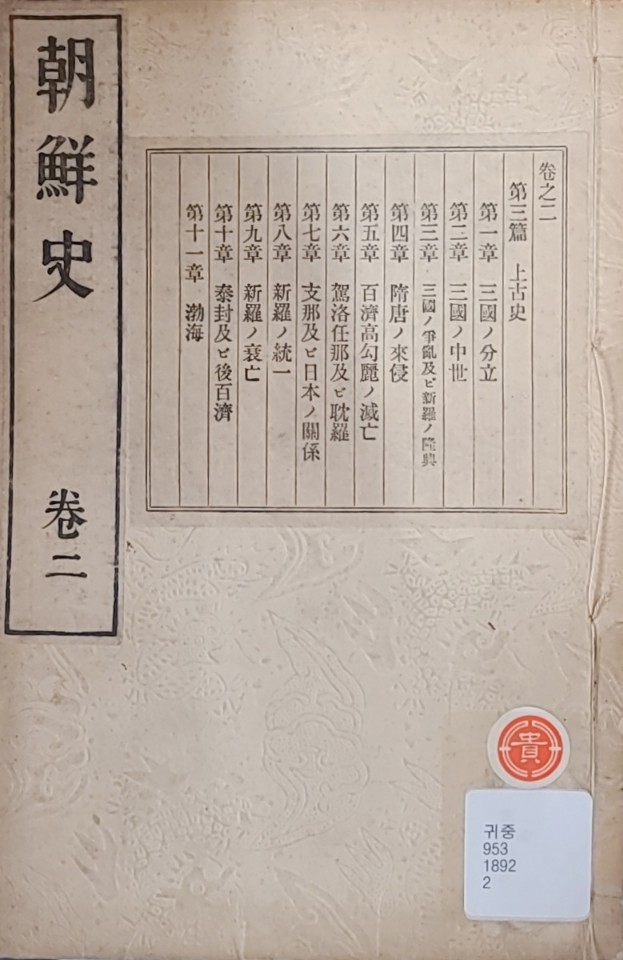 朝鮮史 卷二
卷之二
第三篇 上古史
第一章 三國ノ分立
第二章 三國ノ中世
第三章 三國ノ爭亂及ヒ新羅ノ隆興
第四章 隋唐ノ來侵
第五章 百濟高勾麗ノ滅亡
第六章 駕洛任那及ヒ耽羅
第七章 支那及ヒ日本ノ關係
第八章 新羅ノ統一
第九章 新羅ノ衰亡
第十章 泰封及ヒ後百濟
第十一章 渤海
貴
귀중
953
1892
2